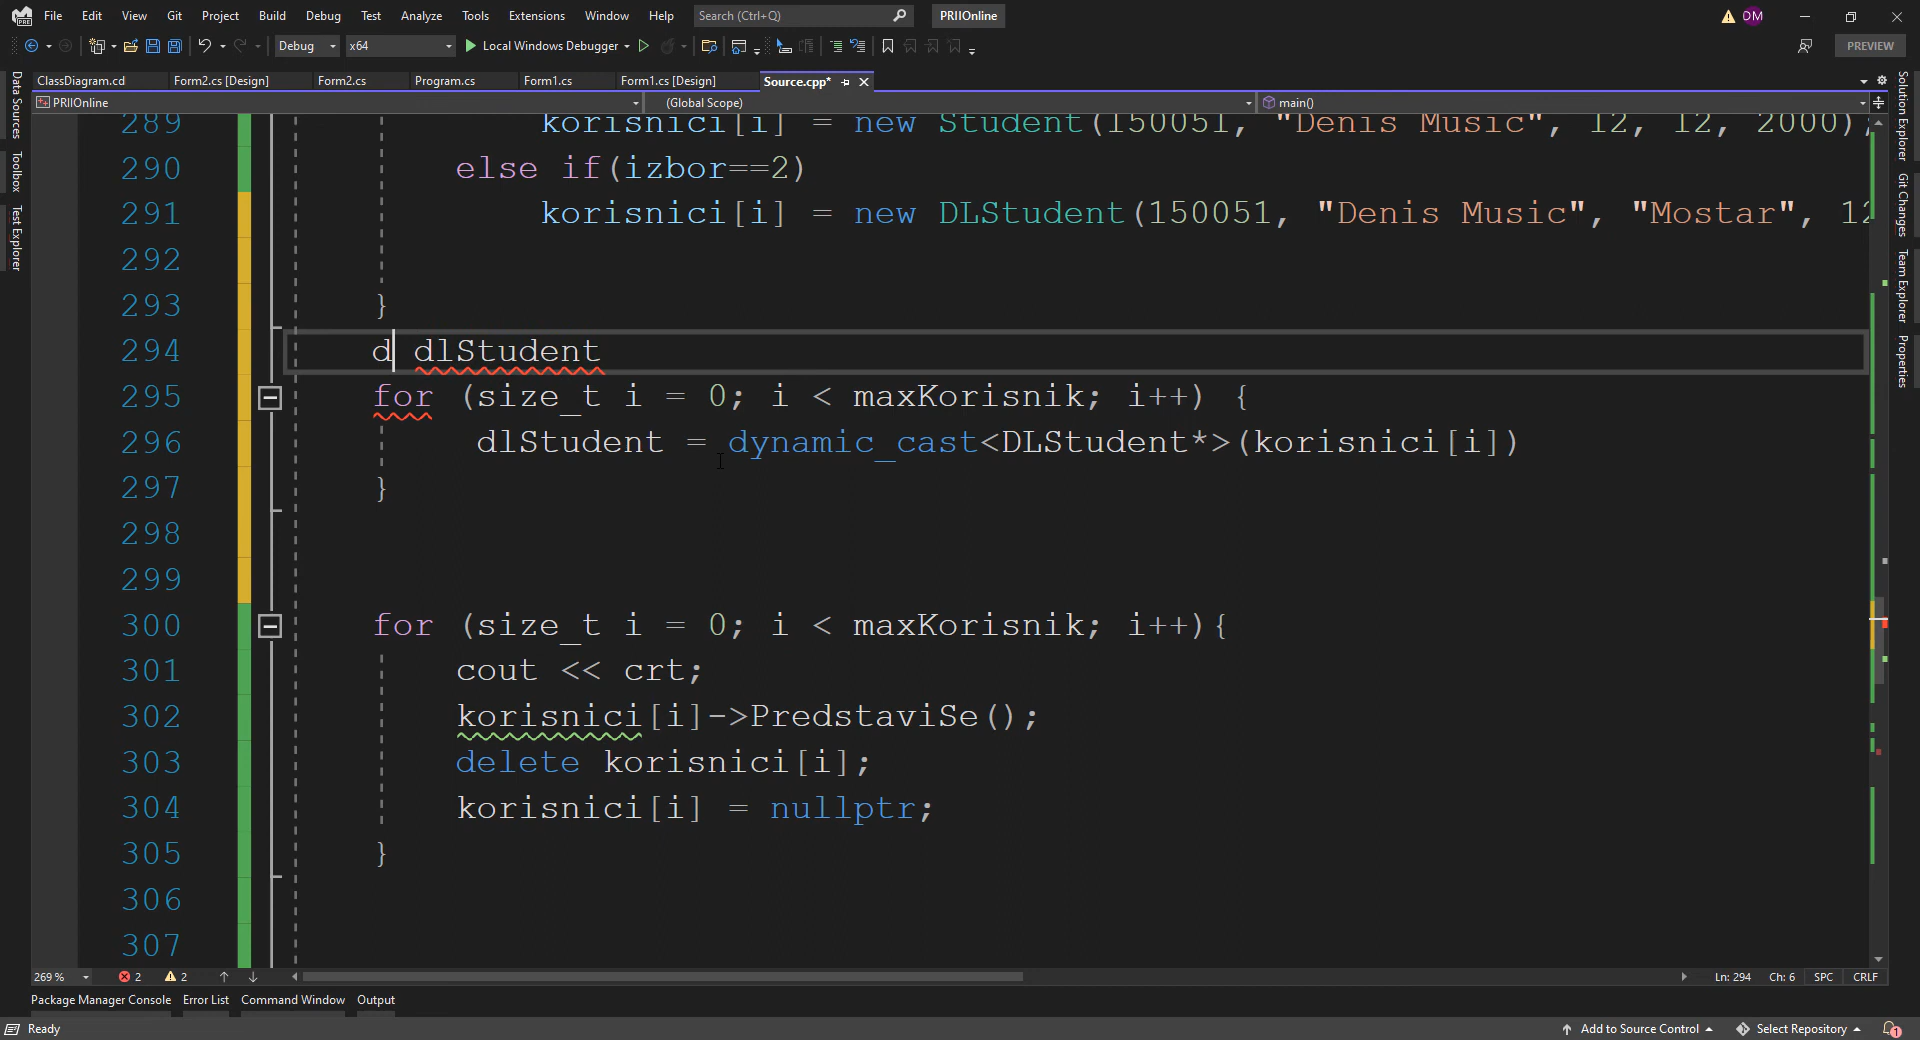 File Edit View Git Project Build Debug Test Analyze Tools Extensions Window Help Search (Ctrl+Q) PRIIOnline DM
Debug x64 Local Windows Debugger PREVIEW
ClassDiagram.cd Form2.cs [Design] Form2.cs Program.cs Form1.cs Form1.cs [Design] Source.cpp*
PRIIOnline (Global Scope) main()
Data Sources
Toolbox
Test Explorer
289 korisnici[i] = new Student(150051, "Denis Music", 12, 12, 2000);
290 else if(izbor==2)
291 korisnici[i] = new DLStudent(150051, "Denis Music", "Mostar", 12
292
293 }
294 d dlStudent
295 for (size_t i = 0; i < maxKorisnik; i++) {
296 dlStudent = dynamic_cast<DLStudent*>(korisnici[i])
297 }
298
299
300 for (size_t i = 0; i < maxKorisnik; i++){
301 cout << crt;
302 korisnici[i]->PredstaviSe();
303 delete korisnici[i];
304 korisnici[i] = nullptr;
305 }
306
307
Solution Explorer
Git Changes
Team Explorer
Properties
269 % 2 2 Ln: 294 Ch: 6 SPC CRLF
Package Manager Console Error List Command Window Output
Ready Add to Source Control Select Repository 1